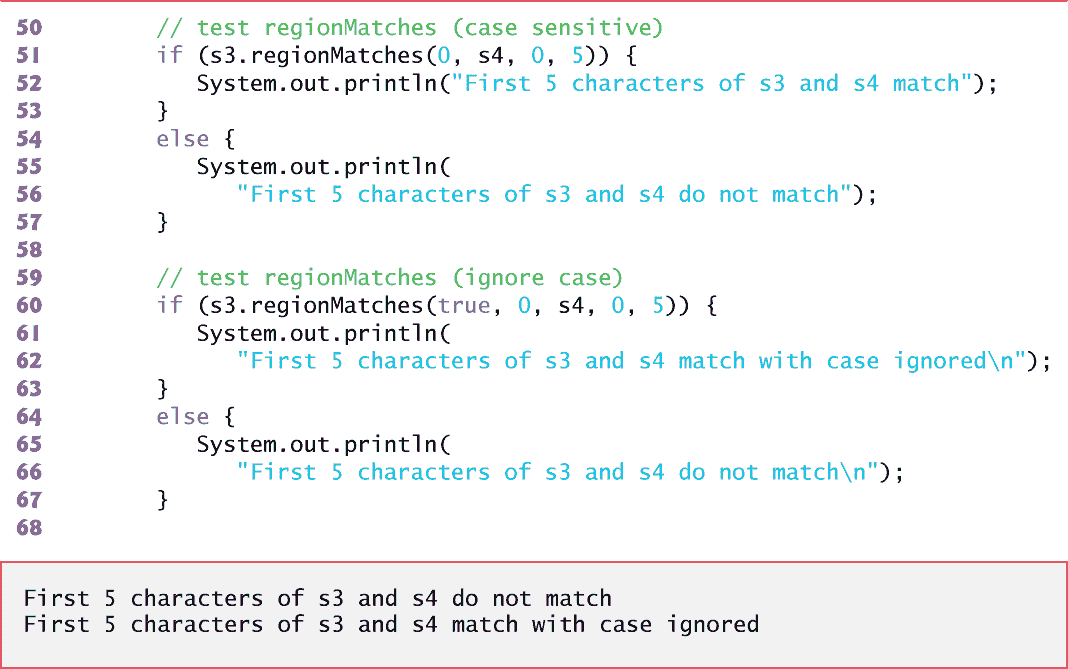 50 // test regionMatches (case sensitive)
51 if (s3.regionMatches(0, s4, 0, 5)) {
52 System.out.println("First 5 characters of s3 and s4 match");
53 }
54 else {
55 System.out.println(
56 "First 5 characters of s3 and s4 do not match");
57 }
58
59 // test regionMatches (ignore case)
60 if (s3.regionMatches(true, 0, s4, 0, 5)) {
61 System.out.println(
62 "First 5 characters of s3 and s4 match with case ignored\n");
63 }
64 else {
65 System.out.println(
66 "First 5 characters of s3 and s4 do not match\n");
67 }
68
First 5 characters of s3 and s4 do not match
First 5 characters of s3 and s4 match with case ignored